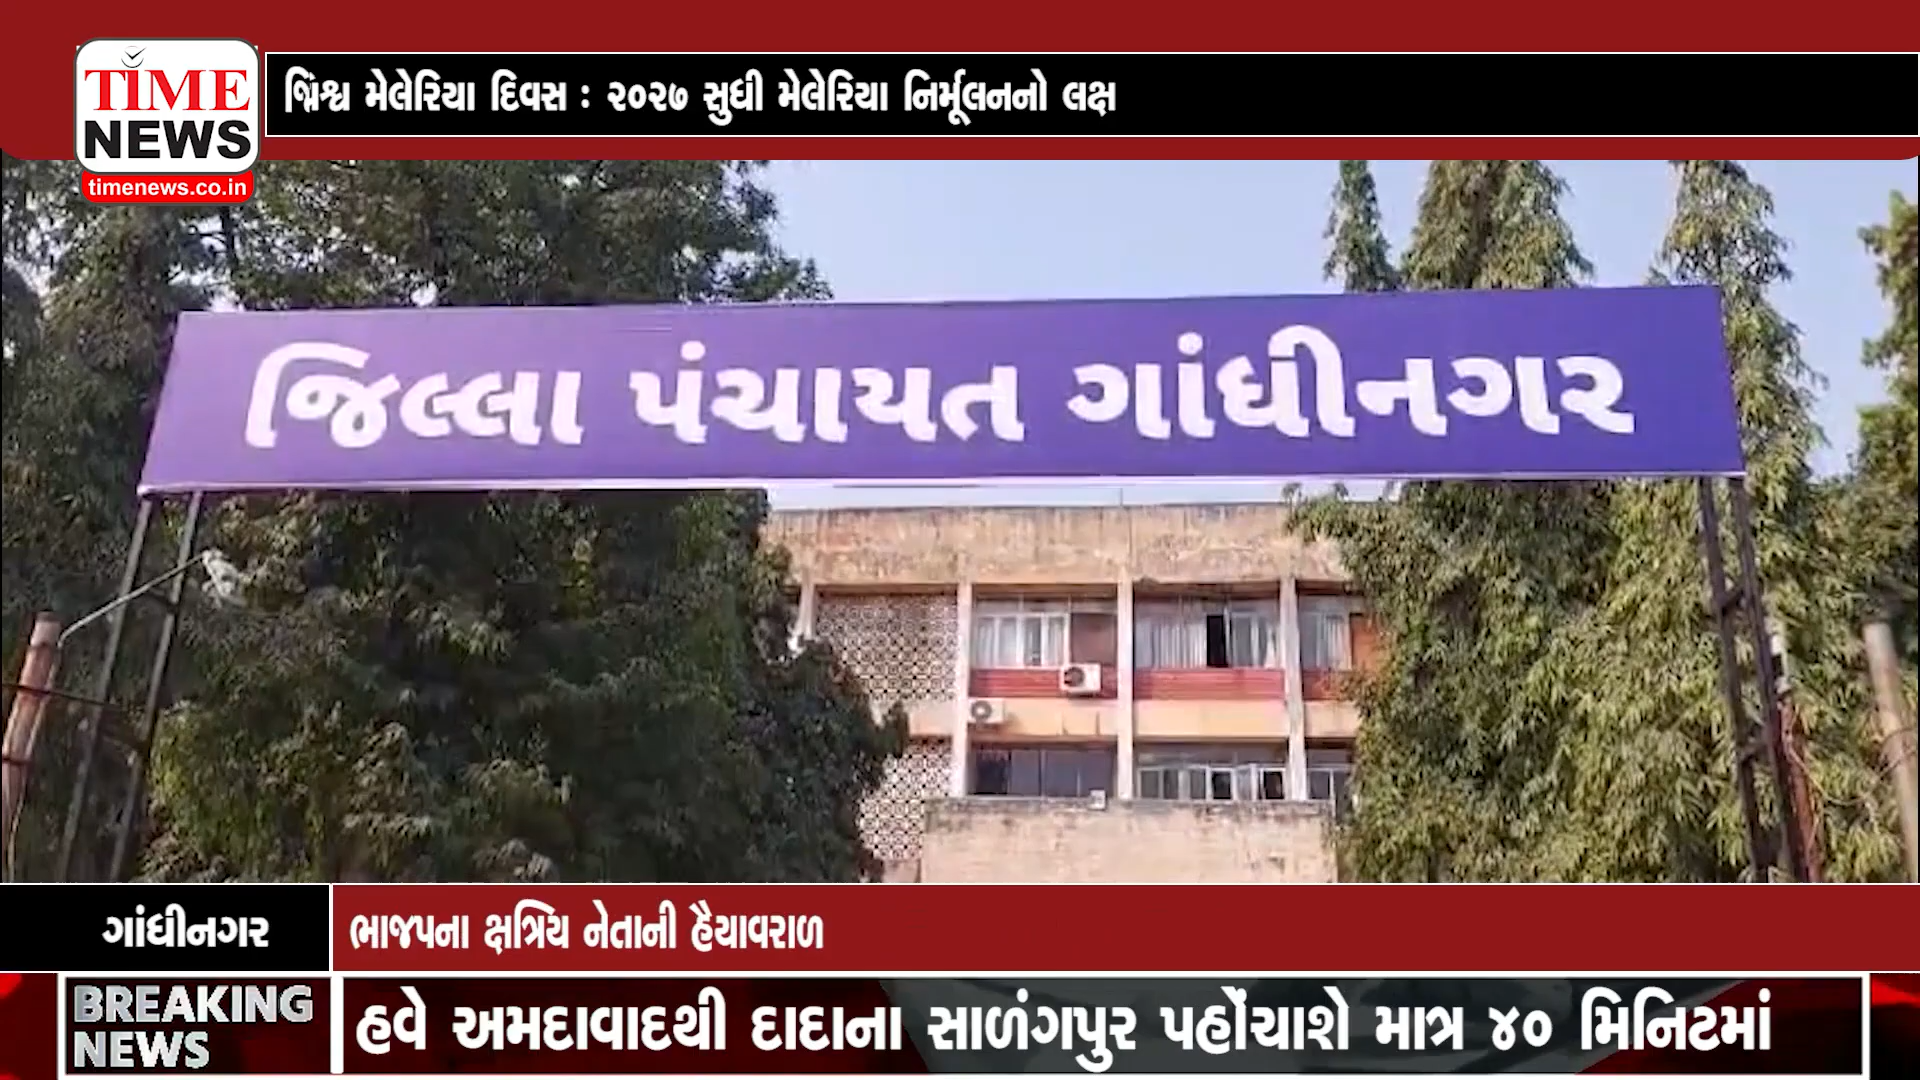 TIME
NEWS
timenews.co.in
વિશ્વ મેલેરિયા દિવસ : ૨૦૨૭ સુધી મેલેરિયા નિર્મૂલનનો લક્ષ
જિલ્લા પંચાયત ગાંધીનગર
ગાંધીનગર
ભાજપના ક્ષત્રિય નેતાની હૈયાવરાળ
BREAKING
NEWS
હવે અમદાવાદથી દાદાના સાળંગપુર પહોંચાશે માત્ર ૪૦ મિનિટમાં